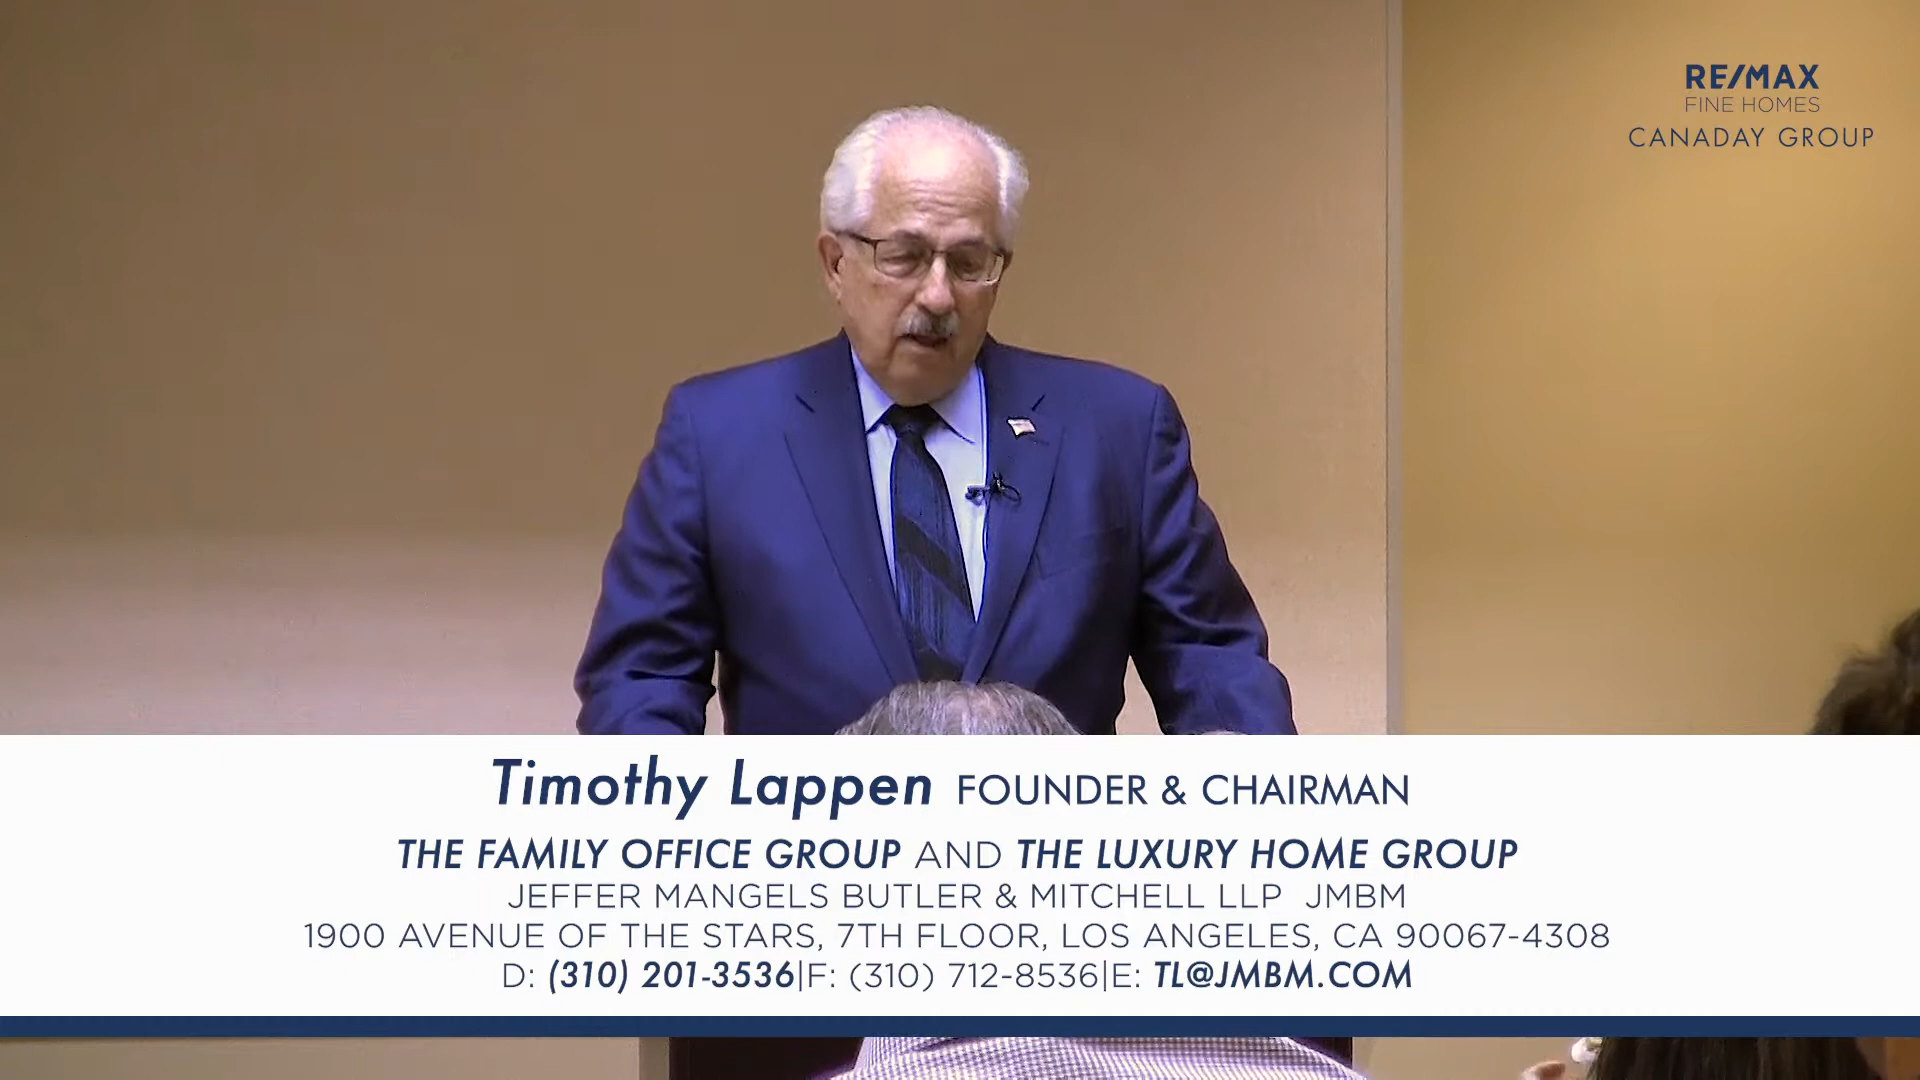 RE/MAX
FINE HOMES
CANADAY GROUP
Timothy Lappen FOUNDER & CHAIRMAN
THE FAMILY OFFICE GROUP AND THE LUXURY HOME GROUP
JEFFER MANGELS BUTLER & MITCHELL LLP JMBM
1900 AVENUE OF THE STARS, 7TH FLOOR, LOS ANGELES, CA 90067-4308
D: (310) 201-3536|F: (310) 712-8536|E: TL@JMBM.COM